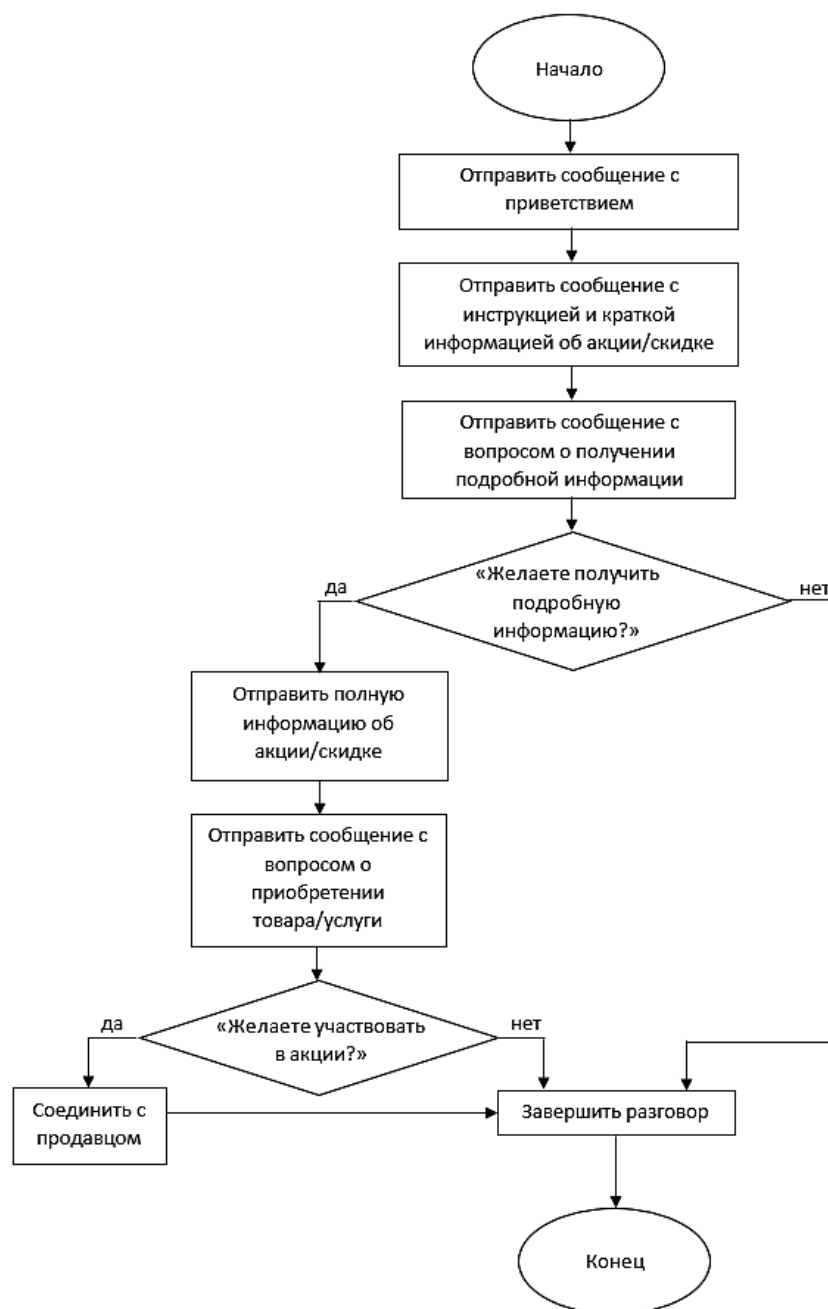 Начало
Отправить сообщение с
приветствием
Отправить сообщение с
инструкцией и краткой
информацией об акции/скидке
Отправить сообщение с
вопросом о получении
подробной информации
«Желаете получить
подробную
информацию?»
да
нет
Отправить полную
информацию об
акции/скидке
Отправить сообщение с
вопросом о
приобретении
товара/услуги
«Желаете участвовать
в акции?»
да
нет
Соединить с
продавцом
Завершить разговор
Конец